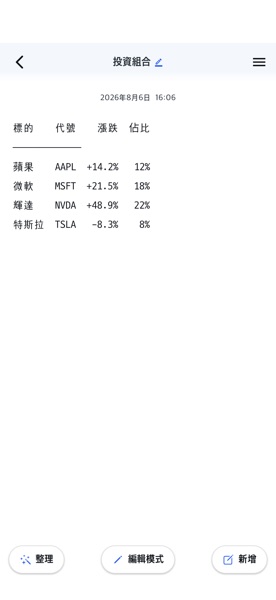 投資組合
2026年8月6日 16:06
標的 代號 漲跌 佔比
蘋果 AAPL +14.2% 12%
微軟 MSFT +21.5% 18%
輝達 NVDA +48.9% 22%
特斯拉 TSLA -8.3% 8%
整理 編輯模式 新增